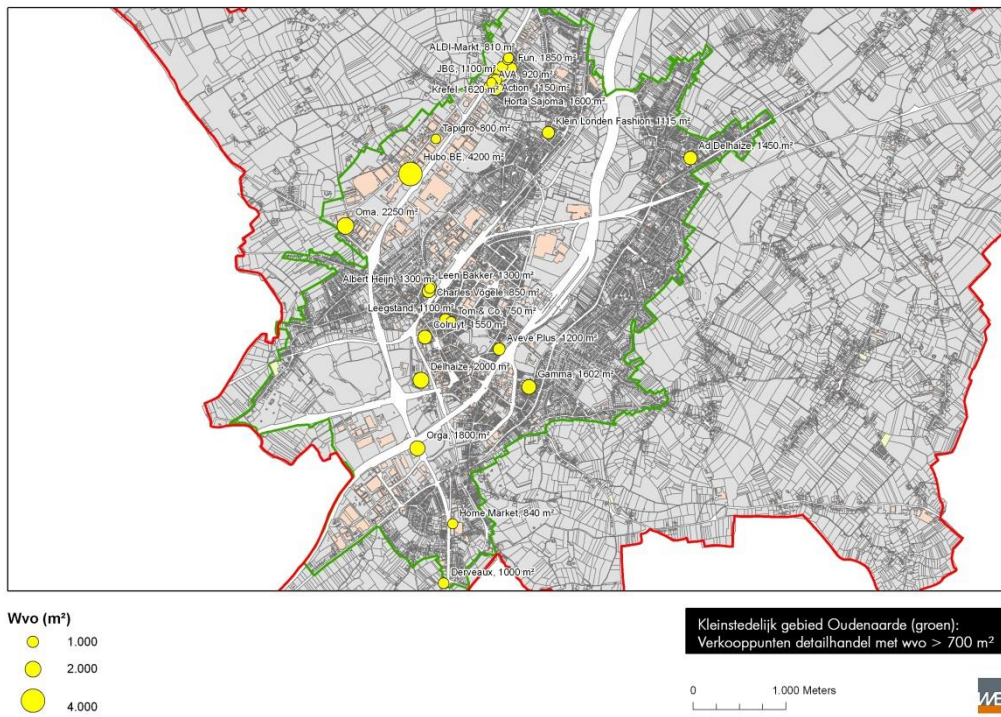 ALDI-Markt, 810 m²
Fun, 1850 m²
JBC, 1100 m²
AVA, 920 m²
Krefel, 1620 m²
Action, 1150 m²
Horta Sajoma, 1600 m²
Klein Londen Fashion, 1115 m²
Tapigro, 800 m²
Ad Delhaize, 1450 m²
Hubo BE, 4200 m²
Oma, 2250 m²
Albert Heijn, 1300 m²
Leen Bakker, 1300 m²
Charles Vögele, 850 m²
Leegstand, 1100 m²
Tom & Co, 750 m²
Colruyt, 1550 m²
Aveve Plus, 1200 m²
Delhaize, 2000 m²
Gamma, 1602 m²
Orga, 1800 m²
Home Market, 840 m²
Derveaux, 1000 m²
Wvo (m²)
1.000
2.000
4.000
Kleinstedelijk gebied Oudenaarde (groen):
Verkooppunten detailhandel met wvo > 700 m²
0 1.000 Meters